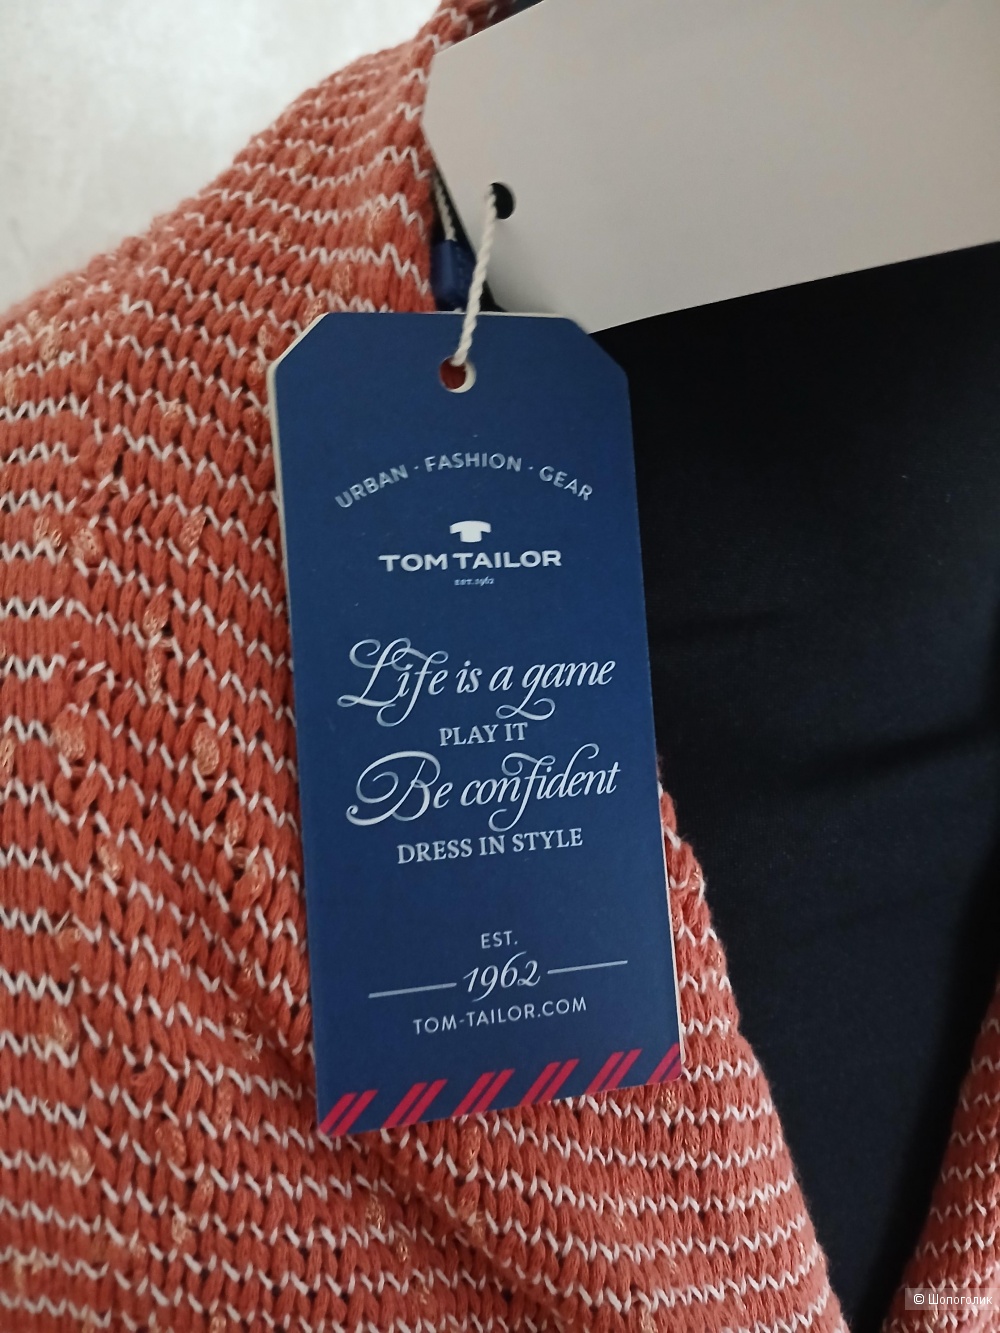 URBAN · FASHION · GEAR
TOM TAILOR
EST. 1962
Life is a game
PLAY IT
Be confident
DRESS IN STYLE
EST.
1962
TOM-TAILOR.COM
© Шопоголик